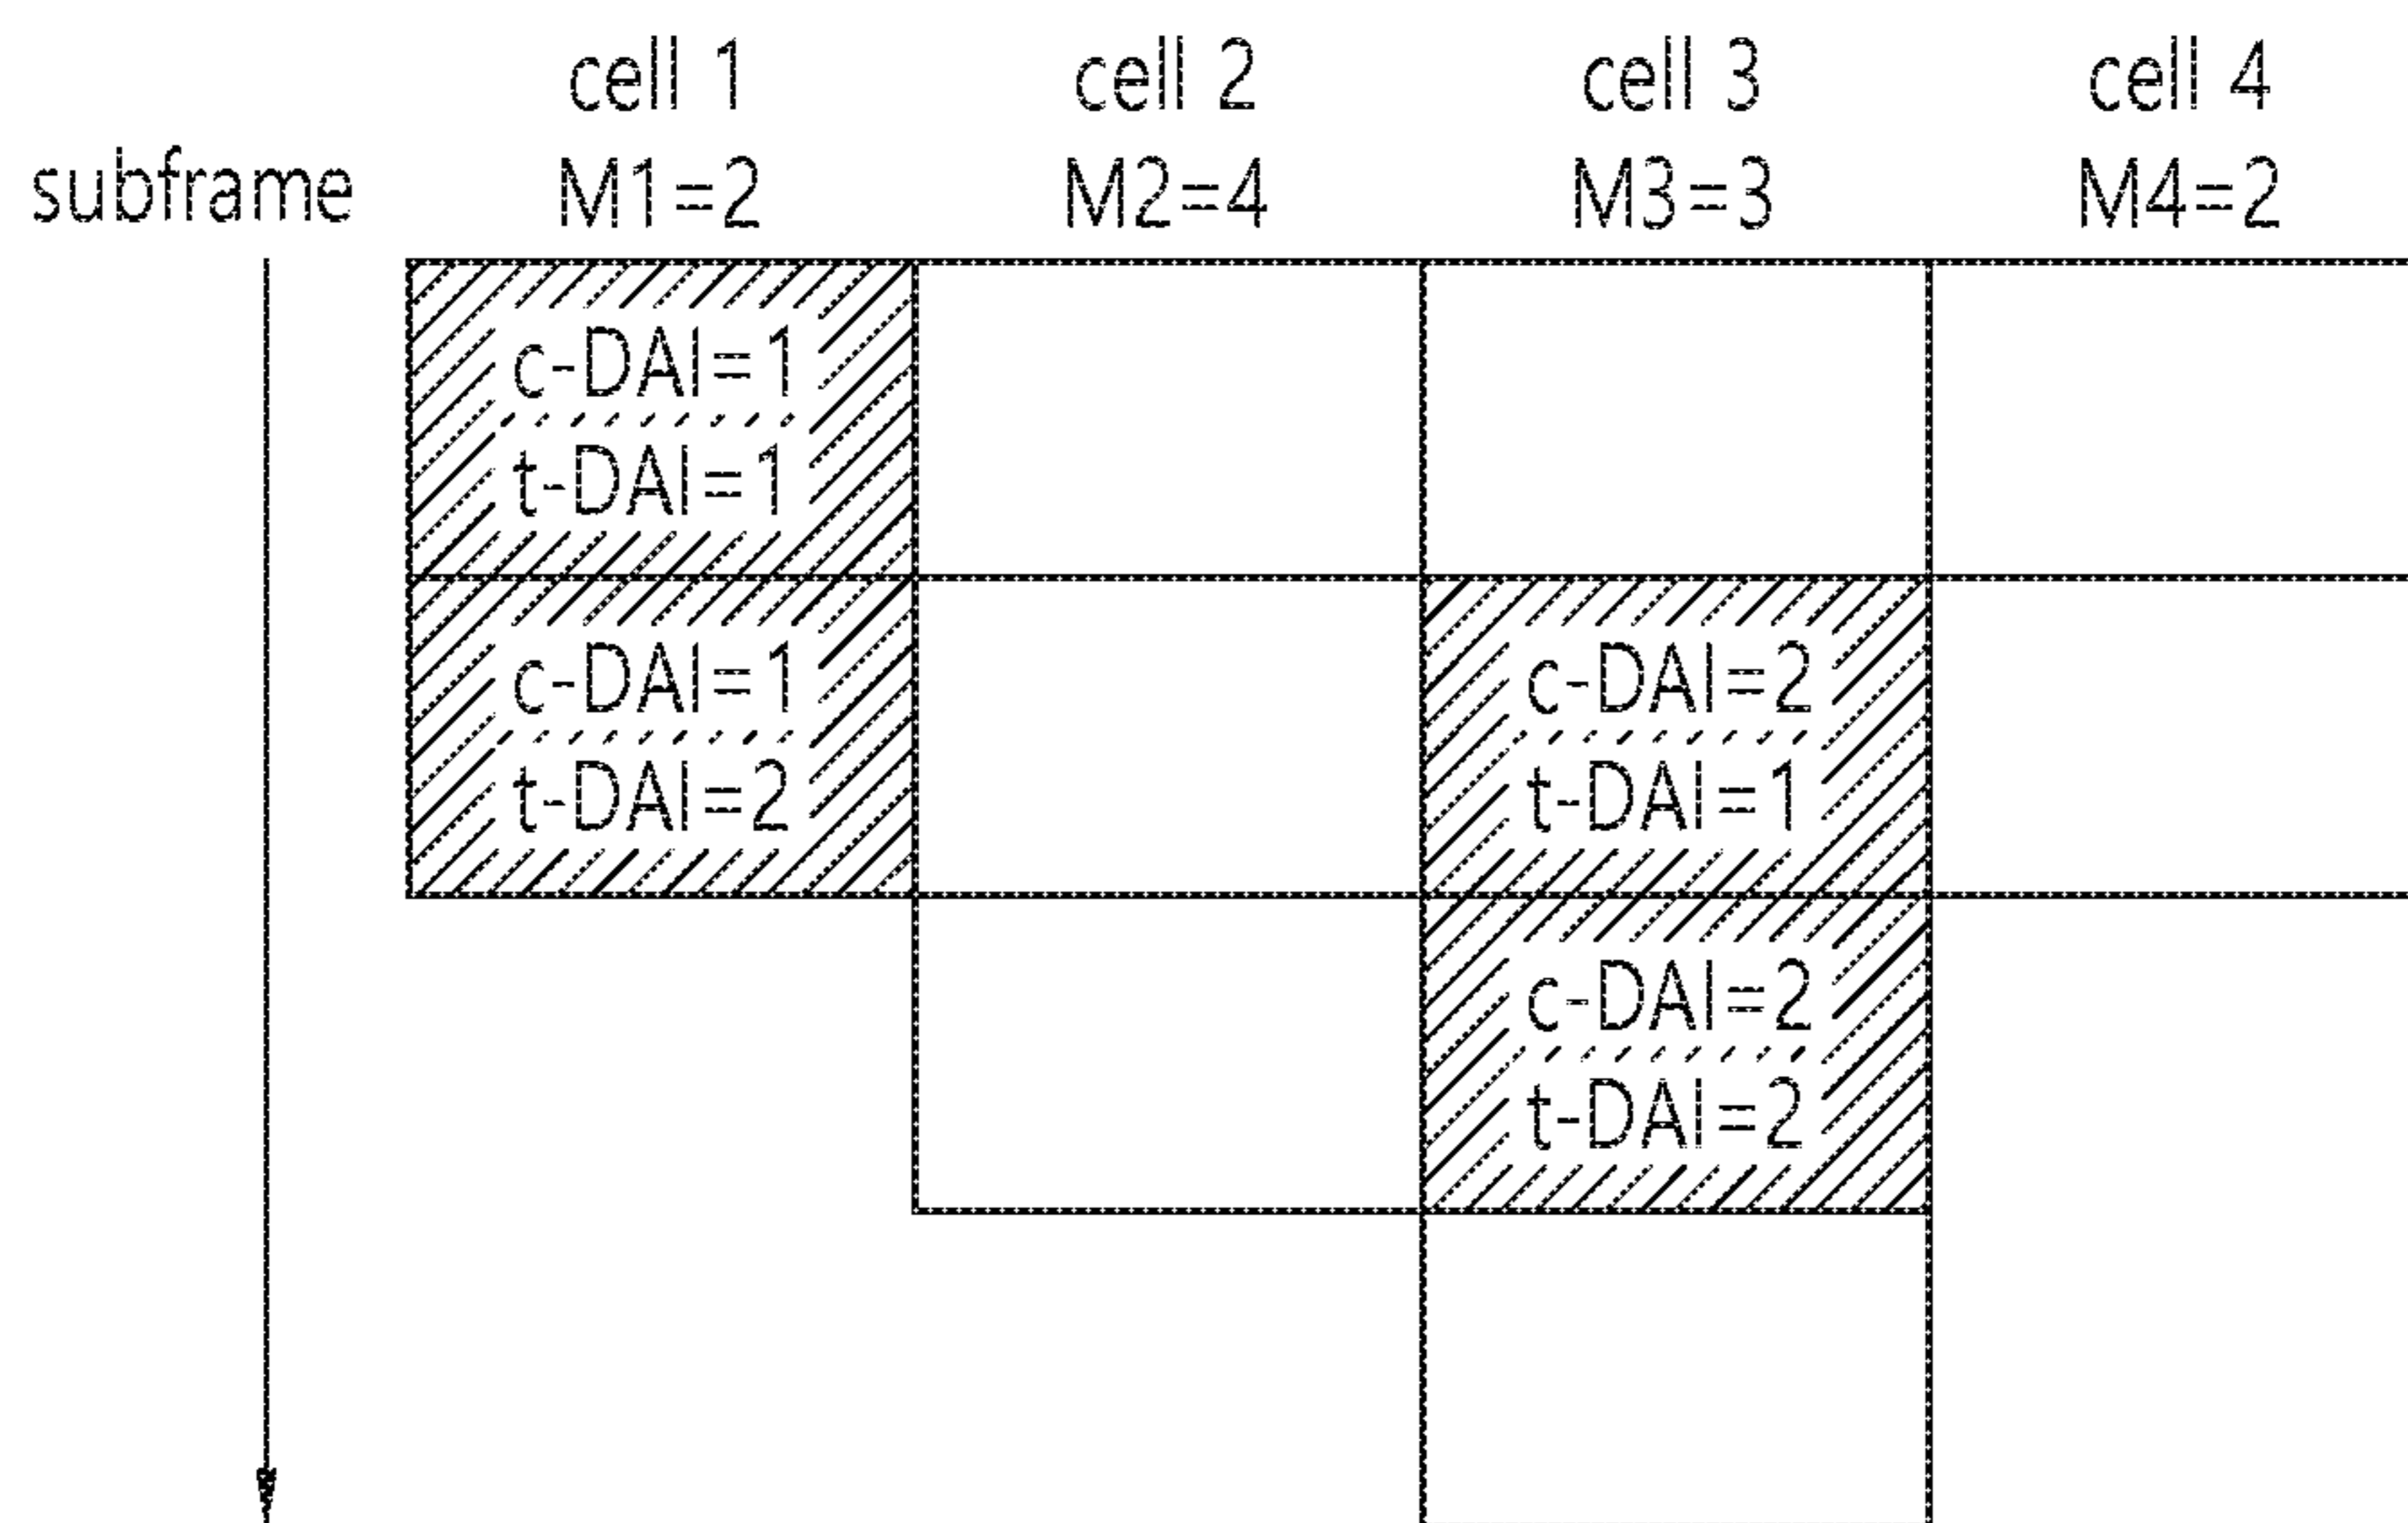 cell 1 cell 2 cell 3 cell 4
subframe M1=2 M2=4 M3=3 M4=2
c-DAI=1
t-DAI=1
c-DAI=1 c-DAI=2
t-DAI=2 t-DAI=1
c-DAI=2
t-DAI=2